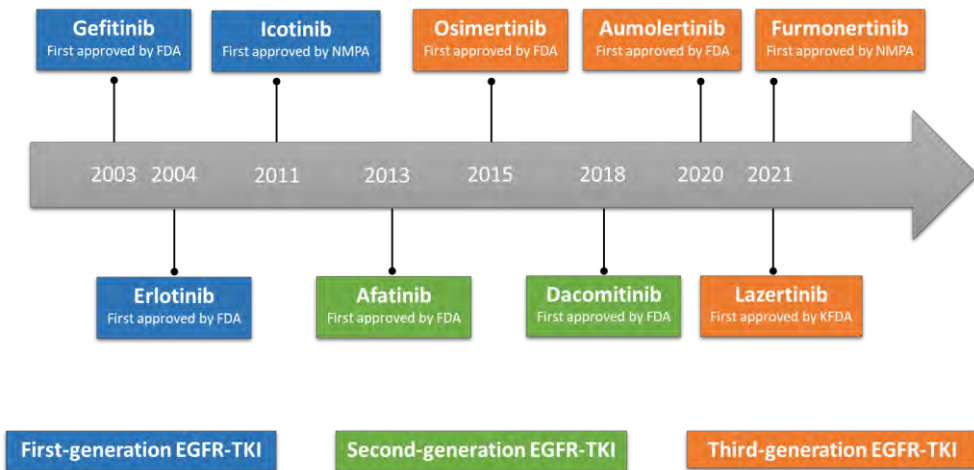 Gefitinib
First approved by FDA
Icotinib
First approved by NMPA
Osimertinib
First approved by FDA
Aumolertinib
First approved by FDA
Furmonertinib
First approved by NMPA
2003 2004 2011 2013 2015 2018 2020 2021
Erlotinib
First approved by FDA
Afatinib
First approved by FDA
Dacomitinib
First approved by FDA
Lazertinib
First approved by KFDA
First-generation EGFR-TKI
Second-generation EGFR-TKI
Third-generation EGFR-TKI